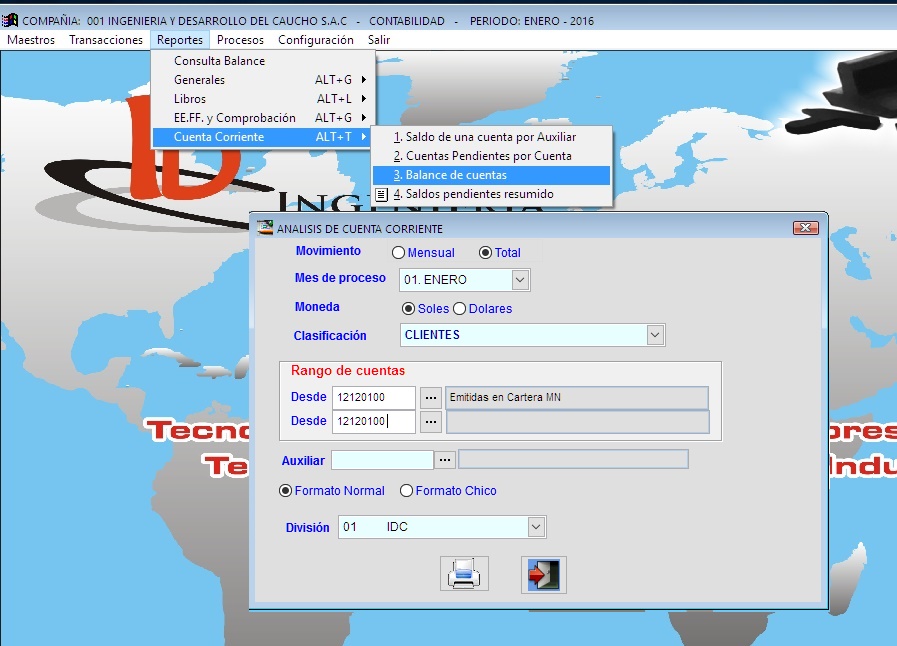 COMPAÑIA: 001 INGENIERIA Y DESARROLLO DEL CAUCHO S.A.C - CONTABILIDAD - PERIODO: ENERO - 2016
Maestros Transacciones Reportes Procesos Configuración Salir
Consulta Balance
Generales ALT+G
Libros ALT+L
EE.FF. y Comprobación ALT+G
Cuenta Corriente ALT+T
1. Saldo de una cuenta por Auxiliar
2. Cuentas Pendientes por Cuenta
3. Balance de cuentas
4. Saldos pendientes resumido
ID
INGENIERIA
ANALISIS DE CUENTA CORRIENTE
Movimiento Mensual Total
Mes de proceso 01. ENERO
Moneda Soles Dolares
Clasificación CLIENTES
Rango de cuentas
Desde 12120100 ... Emitidas en Cartera MN
Desde 12120100 ...
Auxiliar ...
Formato Normal Formato Chico
División 01 IDC
Tecno
Te
ores
Indu